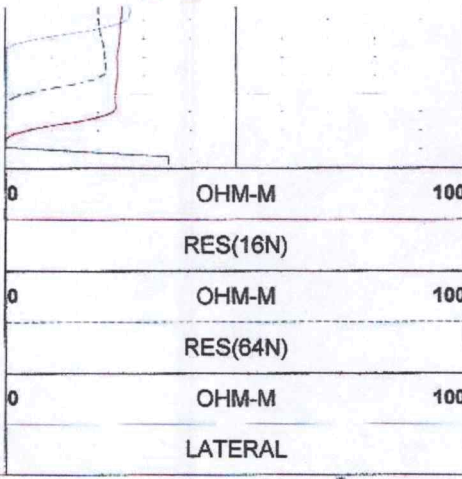 0 OHM-M 100
RES(16N)
0 OHM-M 100
RES(64N)
0 OHM-M 100
LATERAL